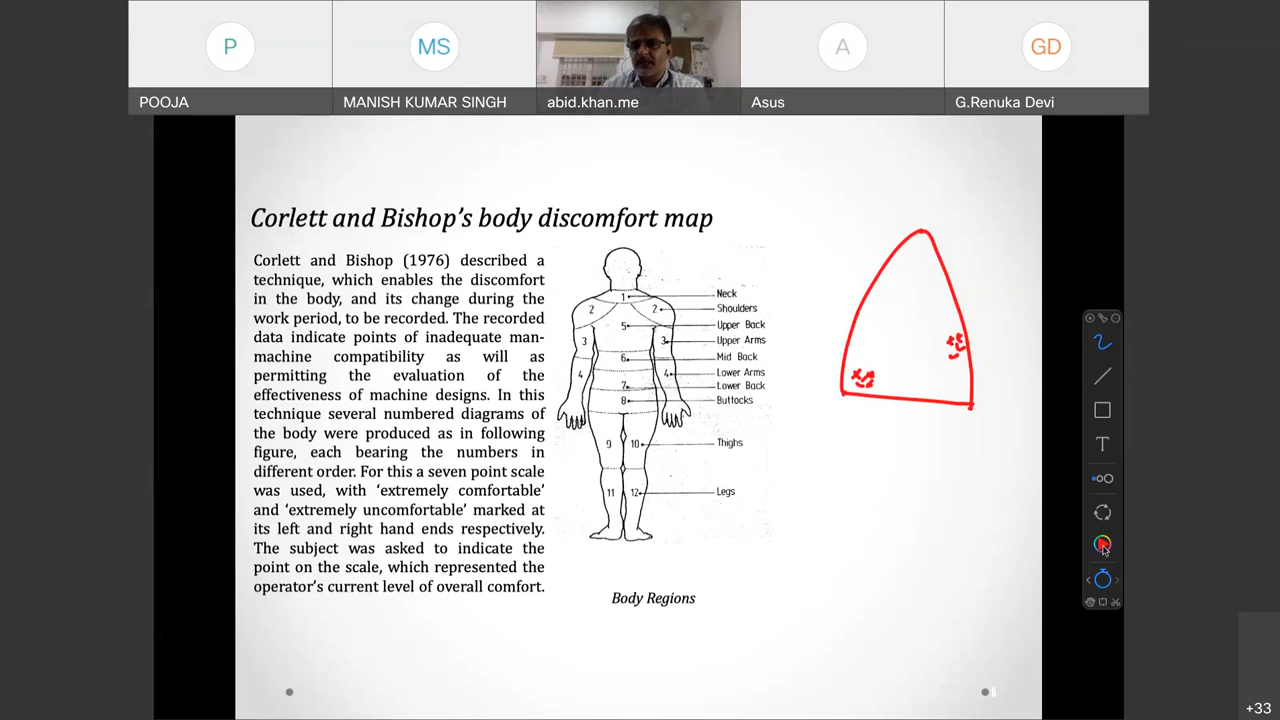 P
MS
A
GD
POOJA
MANISH KUMAR SINGH
abid.khan.me
Asus
G.Renuka Devi
Corlett and Bishop's body discomfort map
Corlett and Bishop (1976) described a
technique, which enables the discomfort
in the body, and its change during the
work period, to be recorded. The recorded
data indicate points of inadequate man-
machine compatibility as will as
permitting the evaluation of the
effectiveness of machine designs. In this
technique several numbered diagrams of
the body were produced as in following
figure, each bearing the numbers in
different order. For this a seven point scale
was used, with 'extremely comfortable'
and 'extremely uncomfortable' marked at
its left and right hand ends respectively.
The subject was asked to indicate the
point on the scale, which represented the
operator's current level of overall comfort.
1 Neck
2 2 Shoulders
5 Upper Back
3 3 Upper Arms
6 Mid Back
4 4 Lower Arms
7 Lower Back
8 Buttocks
9 10 Thighs
11 12 Legs
Body Regions
T
+33